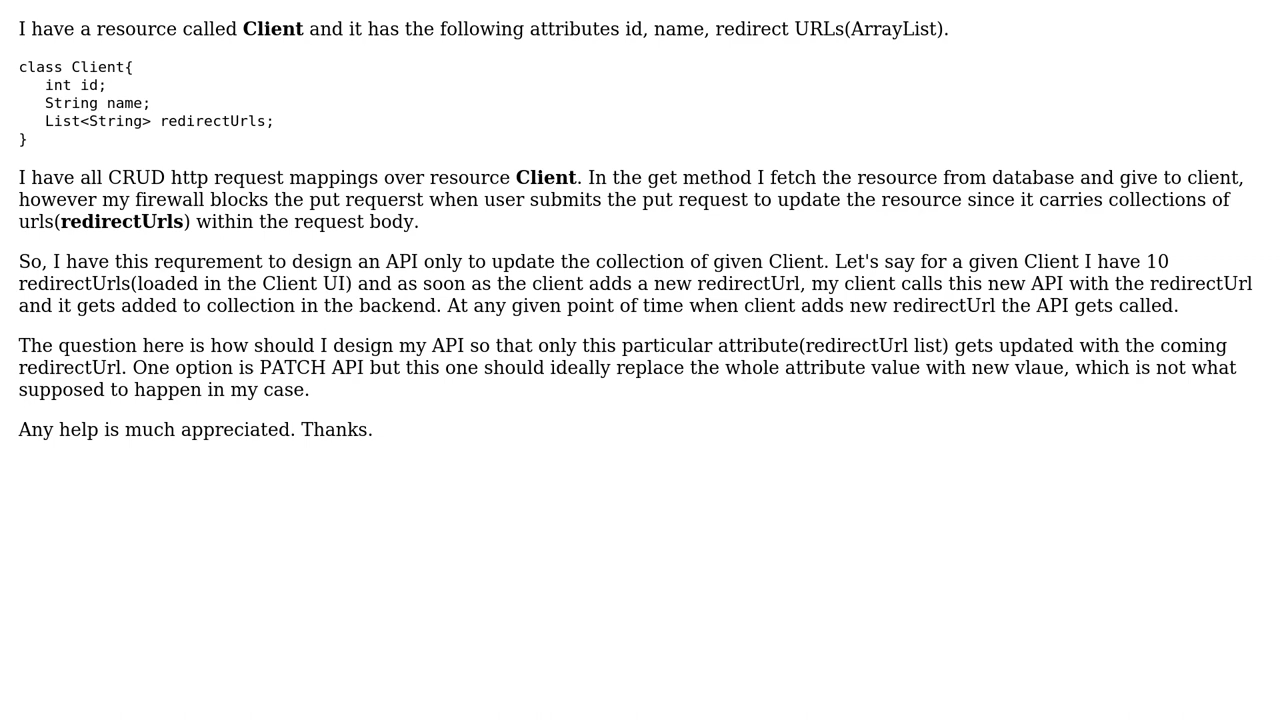 I have a resource called Client and it has the following attributes id, name, redirect URLs(ArrayList).
class Client{
   int id;
   String name;
   List<String> redirectUrls;
}
I have all CRUD http request mappings over resource Client. In the get method I fetch the resource from database and give to client,
however my firewall blocks the put requerst when user submits the put request to update the resource since it carries collections of
urls(redirectUrls) within the request body.
So, I have this requrement to design an API only to update the collection of given Client. Let's say for a given Client I have 10
redirectUrls(loaded in the Client UI) and as soon as the client adds a new redirectUrl, my client calls this new API with the redirectUrl
and it gets added to collection in the backend. At any given point of time when client adds new redirectUrl the API gets called.
The question here is how should I design my API so that only this particular attribute(redirectUrl list) gets updated with the coming
redirectUrl. One option is PATCH API but this one should ideally replace the whole attribute value with new vlaue, which is not what
supposed to happen in my case.
Any help is much appreciated. Thanks.